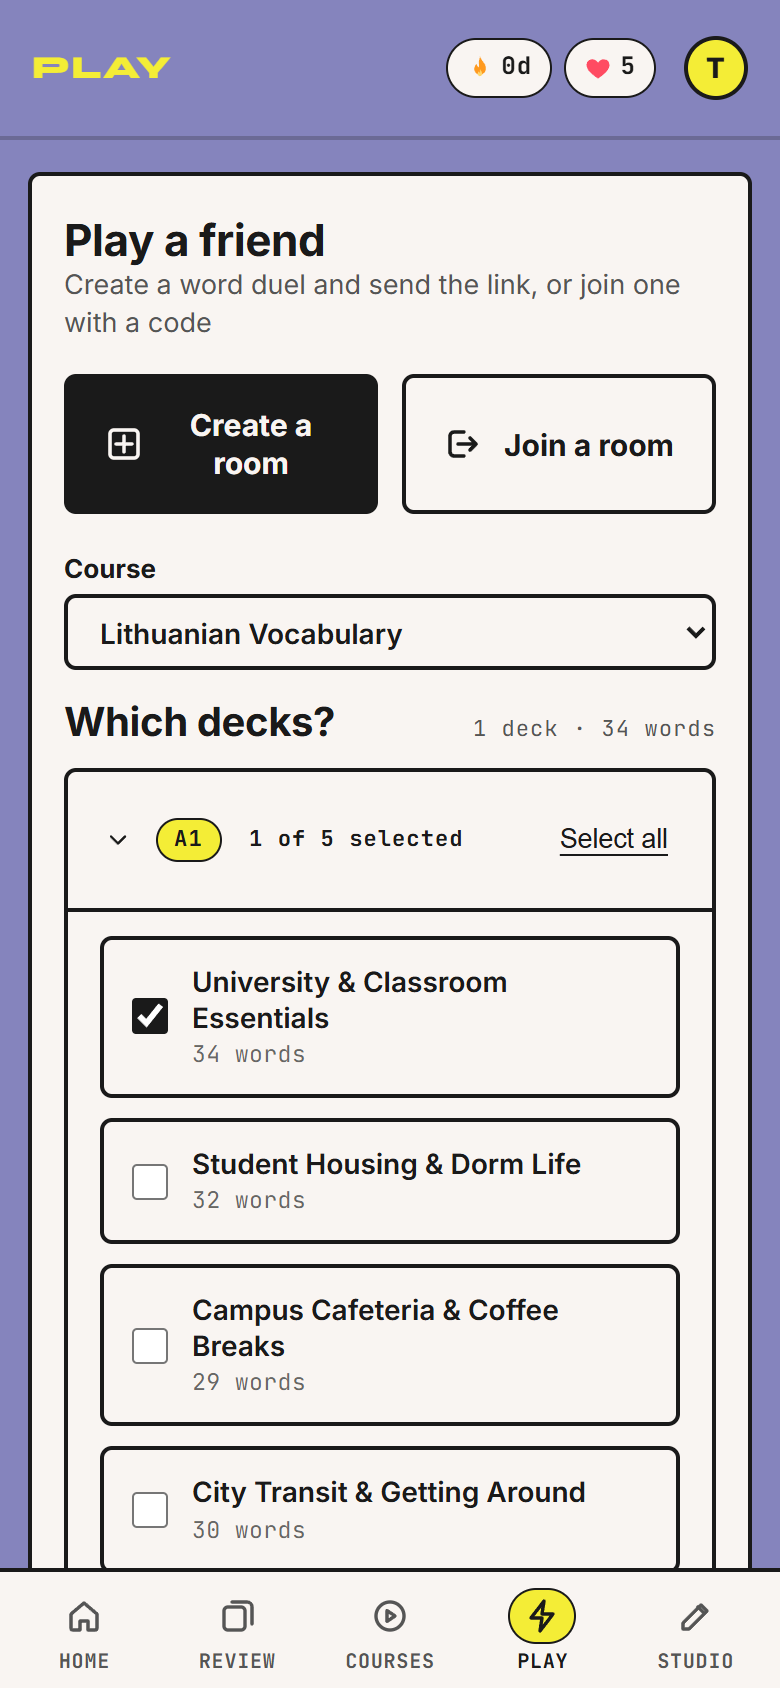 PLAY
0d
5
T
Play a friend
Create a word duel and send the link, or join one
with a code
Create a
room
Join a room
Course
Lithuanian Vocabulary
Which decks?
1 deck · 34 words
A1
1 of 5 selected
Select all
University & Classroom
Essentials
34 words
Student Housing & Dorm Life
32 words
Campus Cafeteria & Coffee
Breaks
29 words
City Transit & Getting Around
30 words
HOME
REVIEW
COURSES
PLAY
STUDIO